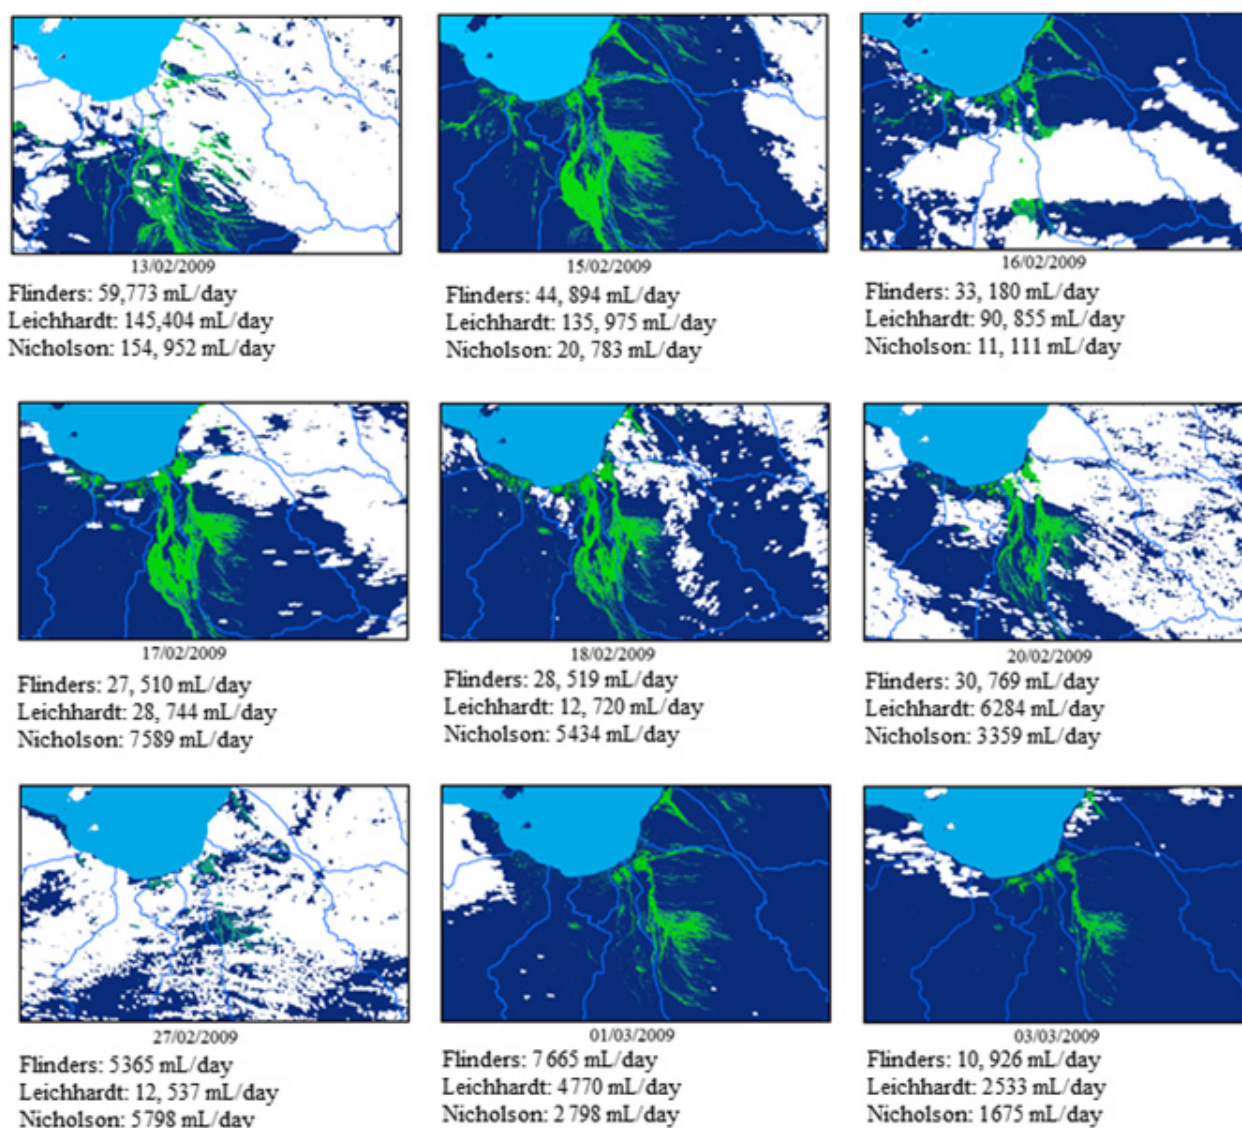 13/02/2009
Flinders: 59,773 mL/day
Leichhardt: 145,404 mL/day
Nicholson: 154, 952 mL/day
15/02/2009
Flinders: 44, 894 mL/day
Leichhardt: 135, 975 mL/day
Nicholson: 20, 783 mL/day
16/02/2009
Flinders: 33, 180 mL/day
Leichhardt: 90, 855 mL/day
Nicholson: 11, 111 mL/day
17/02/2009
Flinders: 27, 510 mL/day
Leichhardt: 28, 744 mL/day
Nicholson: 7589 mL/day
18/02/2009
Flinders: 28, 519 mL/day
Leichhardt: 12, 720 mL/day
Nicholson: 5434 mL/day
20/02/2009
Flinders: 30, 769 mL/day
Leichhardt: 6284 mL/day
Nicholson: 3359 mL/day
27/02/2009
Flinders: 5365 mL/day
Leichhardt: 12, 537 mL/day
Nicholson: 5798 mL/day
01/03/2009
Flinders: 7665 mL/day
Leichhardt: 4770 mL/day
Nicholson: 2798 mL/day
03/03/2009
Flinders: 10, 926 mL/day
Leichhardt: 2533 mL/day
Nicholson: 1675 mL/day